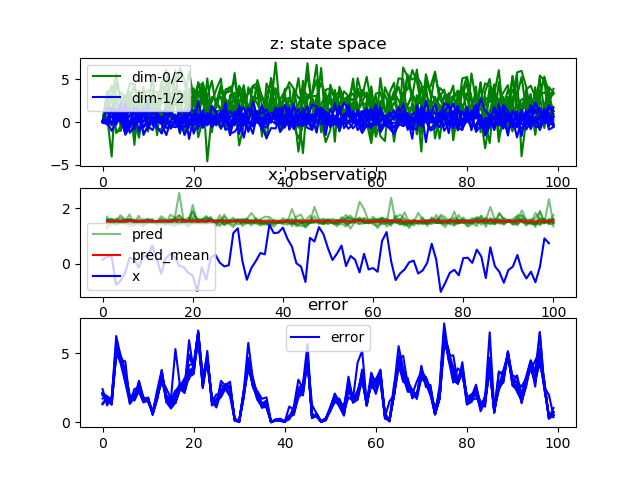 z: state space
5
0
−5
dim-0/2
dim-1/2
0 20 40 60 80 100
x: observation
2
0
pred
pred_mean
x
0 20 40 60 80 100
error
5
0
error
0 20 40 60 80 100